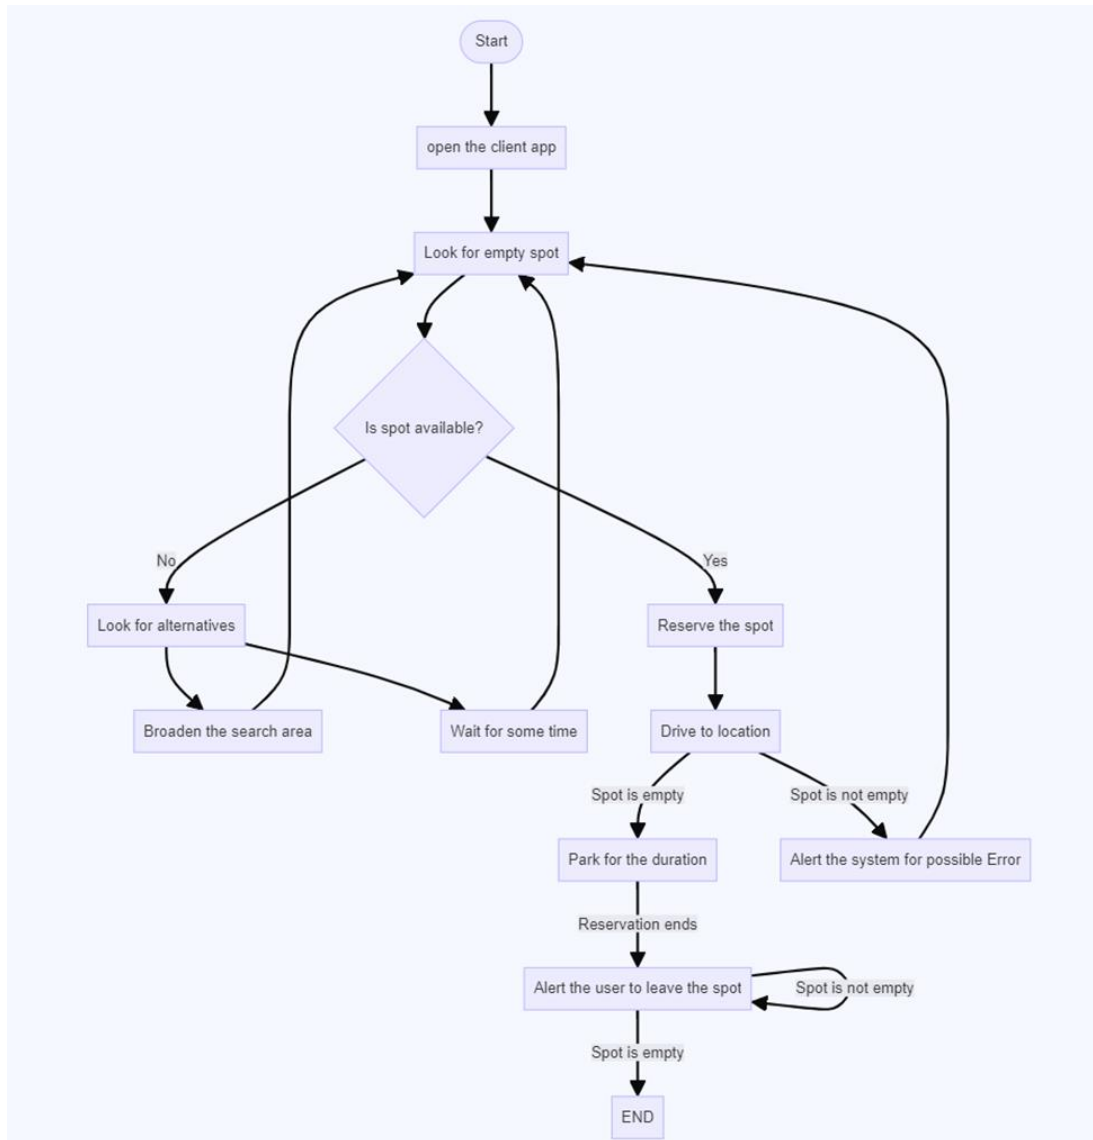 Start
open the client app
Look for empty spot
Is spot available?
No
Yes
Look for alternatives
Reserve the spot
Broaden the search area
Wait for some time
Drive to location
Spot is empty
Spot is not empty
Park for the duration
Alert the system for possible Error
Reservation ends
Alert the user to leave the spot
Spot is not empty
Spot is empty
END